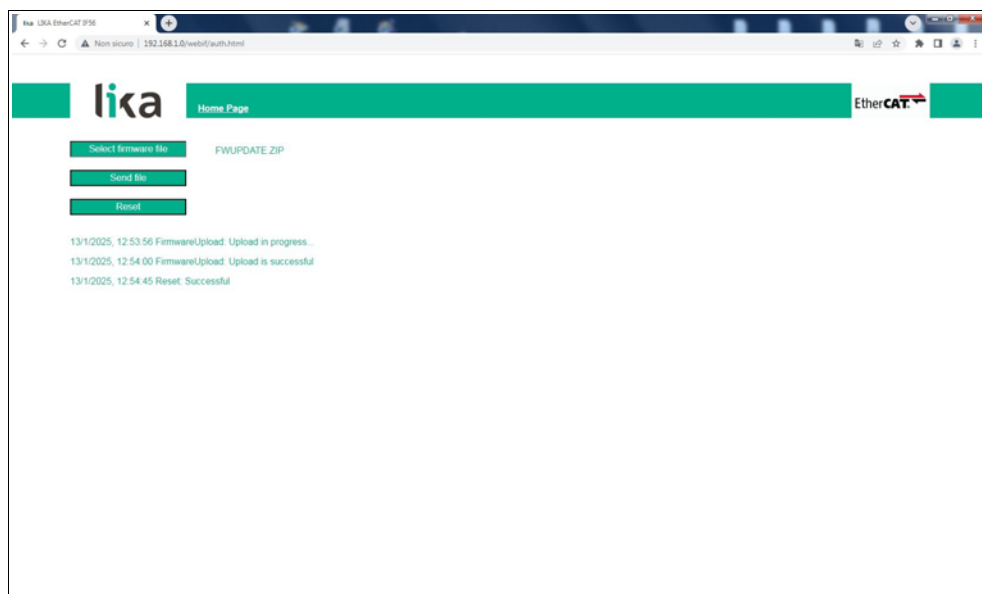 lika LIKA EtherCAT IF56
Non sicuro | 192.168.1.0/webif/auth.html
lika
Home Page
EtherCAT.
Select firmware file
FWUPDATE.ZIP
Send file
Reset
13/1/2025, 12:53:56 FirmwareUpload: Upload in progress...
13/1/2025, 12:54:00 FirmwareUpload: Upload is successful
13/1/2025, 12:54:45 Reset: Successful